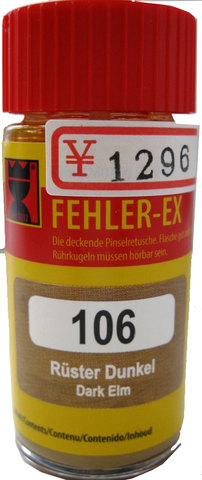 ¥ 1296
FEHLER-EX
Die deckende Pinselretusche. Flasche gut
Rührkugeln müssen hörbar sein.
106
Rüster Dunkel
Dark Elm
/Contents/Contenu/Contenido/Inhoud